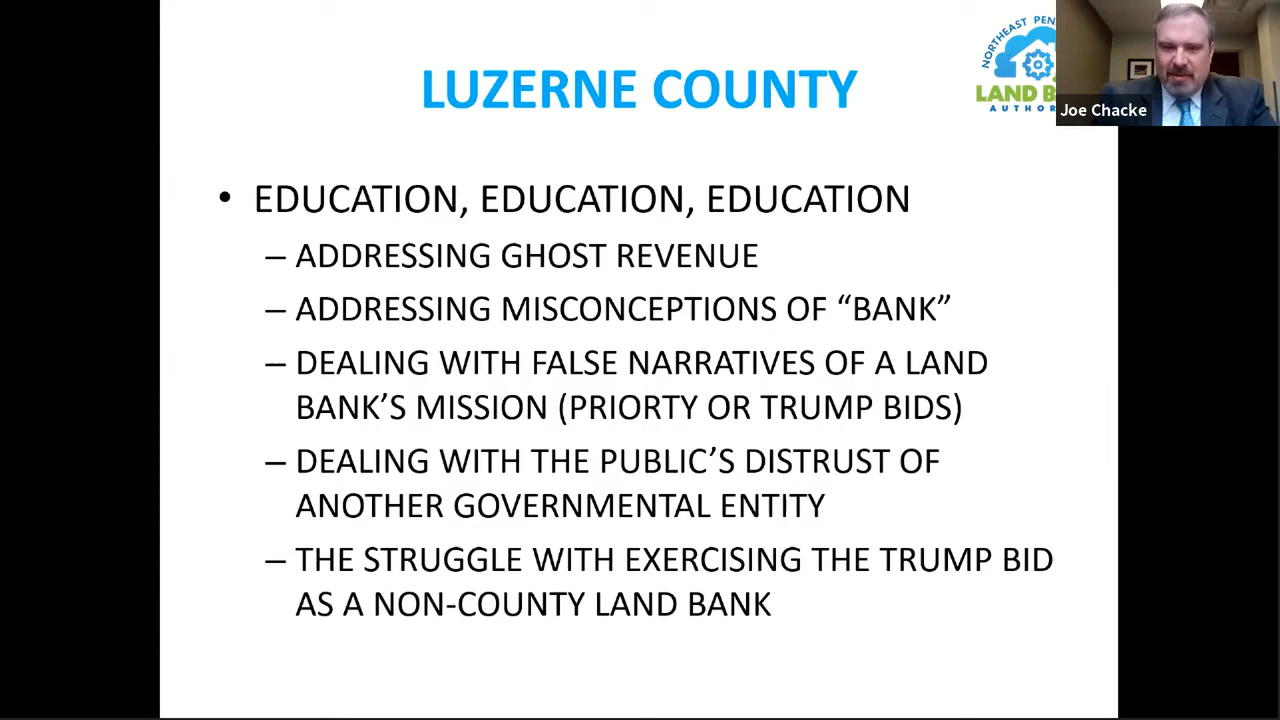 LUZERNE COUNTY
NORTHEAST PEN
LAND B
AUTHOR
Joe Chacke
• EDUCATION, EDUCATION, EDUCATION
– ADDRESSING GHOST REVENUE
– ADDRESSING MISCONCEPTIONS OF “BANK”
– DEALING WITH FALSE NARRATIVES OF A LAND
BANK’S MISSION (PRIORTY OR TRUMP BIDS)
– DEALING WITH THE PUBLIC’S DISTRUST OF
ANOTHER GOVERNMENTAL ENTITY
– THE STRUGGLE WITH EXERCISING THE TRUMP BID
AS A NON-COUNTY LAND BANK